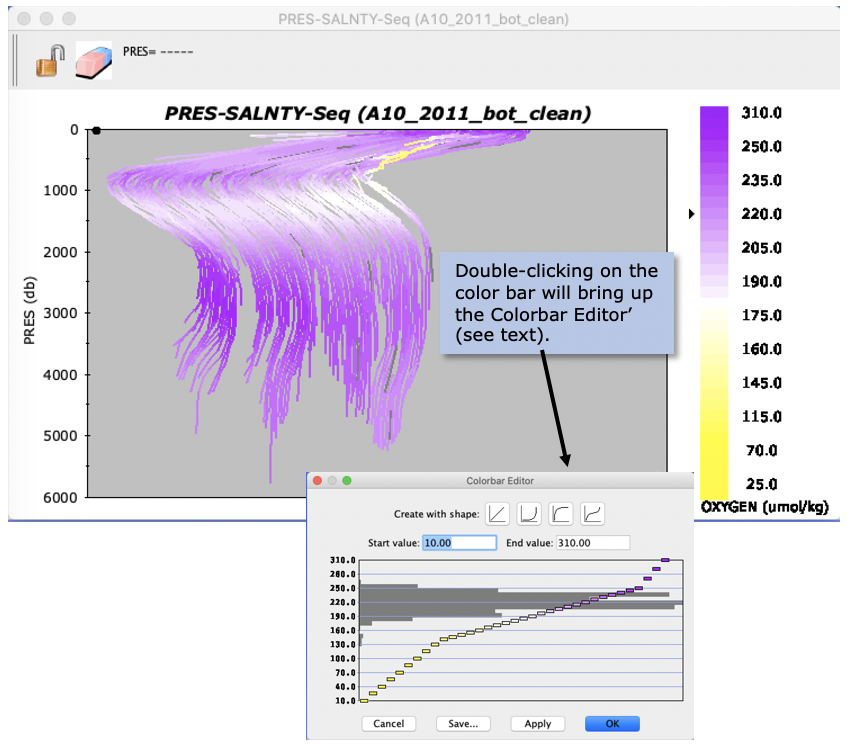 PRES-SALNTY-Seq (A10_2011_bot_clean)
PRES= -----
PRES-SALNTY-Seq (A10_2011_bot_clean)
0
1000
2000
3000
4000
5000
6000
PRES (db)
310.0
250.0
235.0
220.0
205.0
190.0
175.0
160.0
145.0
115.0
70.0
25.0
OXYGEN (umol/kg)
Double-clicking on the
color bar will bring up
the Colorbar Editor’
(see text).
Colorbar Editor
Create with shape:
Start value: 10.00 End value: 310.00
310.0
280.0
250.0
220.0
190.0
160.0
130.0
100.0
70.0
40.0
10.0
Cancel Save... Apply OK